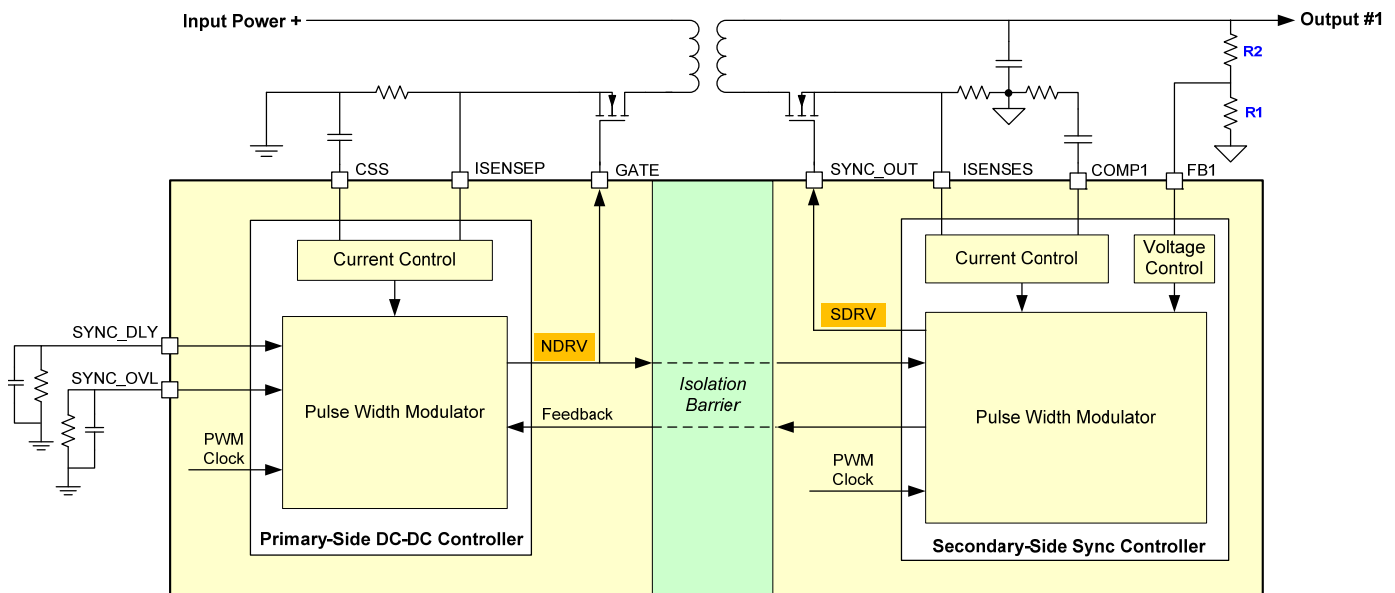 Input Power +
Output #1
R2
R1
CSS
ISENSEP
GATE
SYNC_OUT
ISENSES
COMP1
FB1
Current Control
Current Control
Voltage
Control
SYNC_DLY
SYNC_OVL
NDRV
SDRV
Isolation
Barrier
Pulse Width Modulator
Pulse Width Modulator
Feedback
PWM
Clock
PWM
Clock
Primary-Side DC-DC Controller
Secondary-Side Sync Controller